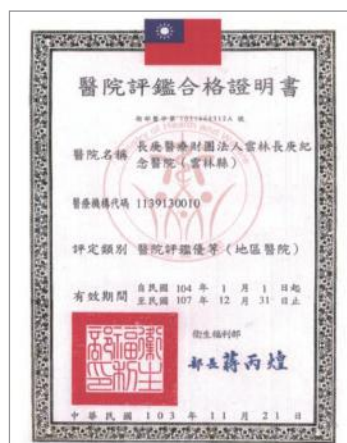 醫院評鑑合格證明書
醫院名稱 長庚醫療財團法人雲林長庚紀
念醫院(雲林縣)
醫療機構代碼 1139130010
評定類別 醫院評鑑優等(地區醫院)
有效期間 自民國 104 年 1 月 1 日起
至民國 107 年 12 月 31 日止
衛生福利部
部長 蔣丙煌
中華民國 103 年 11 月 21 日